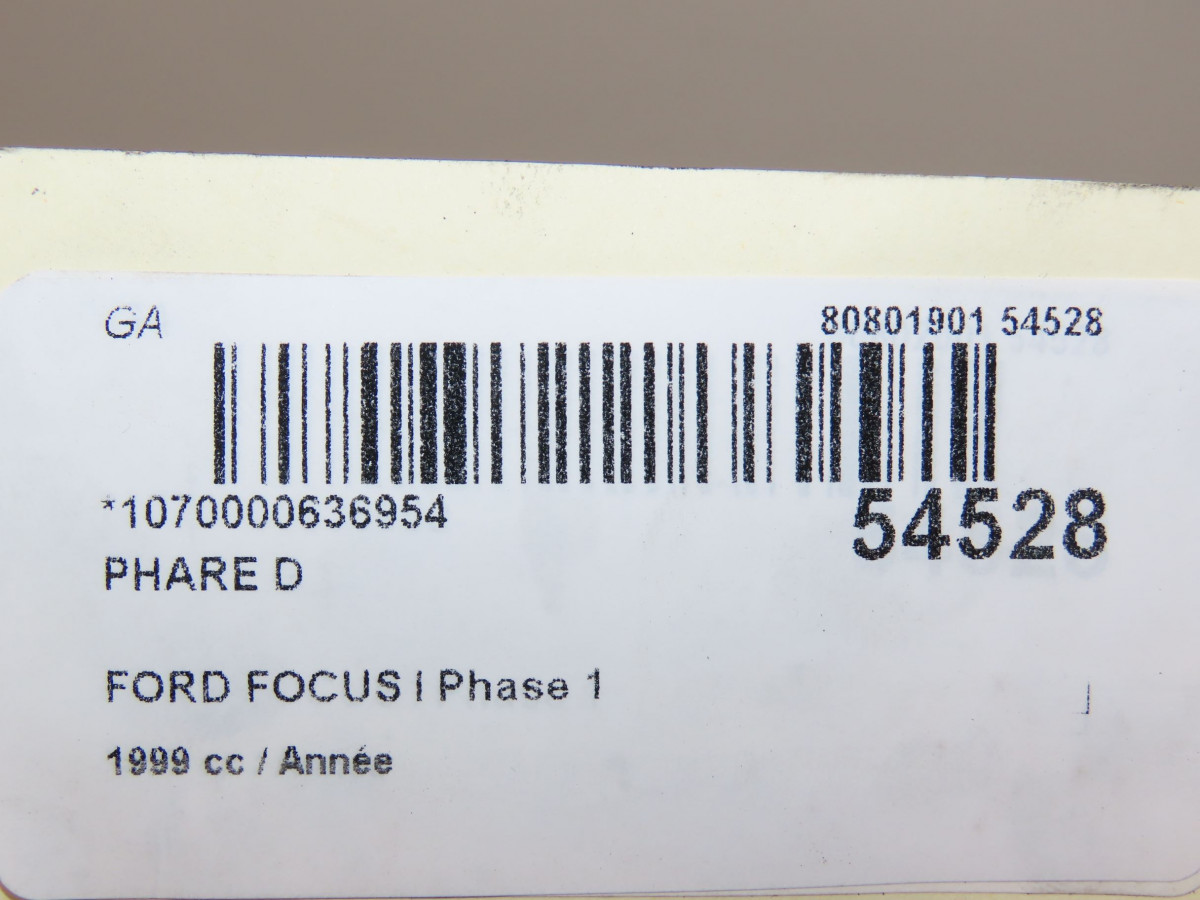 GA
80801901 54528
*1070000636954
54528
PHARE D
FORD FOCUS I Phase 1
1999 cc / Année